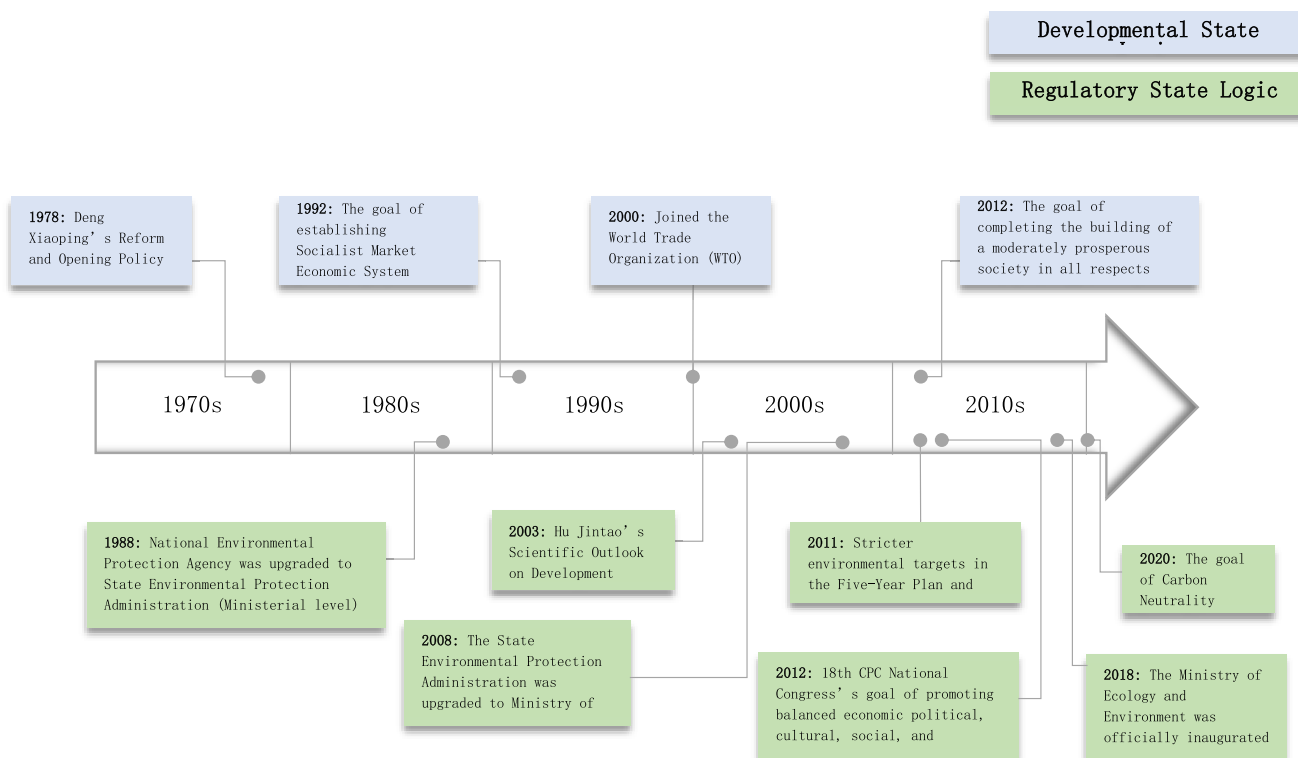 Developmental State
Regulatory State Logic
1978: Deng
Xiaoping’s Reform
and Opening Policy
1992: The goal of
establishing
Socialist Market
Economic System
2000: Joined the
World Trade
Organization (WTO)
2012: The goal of
completing the building of
a moderately prosperous
society in all respects
1970s
1980s
1990s
2000s
2010s
1988: National Environmental
Protection Agency was upgraded to
State Environmental Protection
Administration (Ministerial level)
2003: Hu Jintao’s
Scientific Outlook
on Development
2011: Stricter
environmental targets in
the Five-Year Plan and
2020: The goal
of Carbon
Neutrality
2008: The State
Environmental Protection
Administration was
upgraded to Ministry of
2012: 18th CPC National
Congress’s goal of promoting
balanced economic political,
cultural, social, and
2018: The Ministry of
Ecology and
Environment was
officially inaugurated